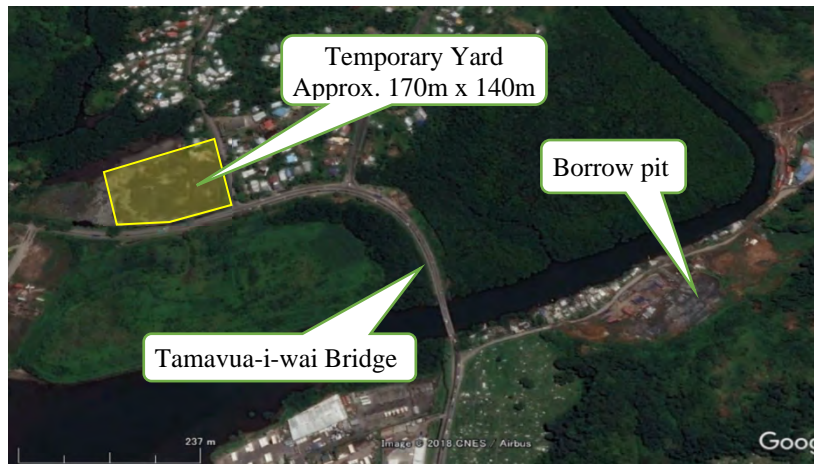 Temporary Yard
Approx. 170m x 140m
Borrow pit
Tamavua-i-wai Bridge
237 m
Image © 2018 CNES / Airbus
Goog